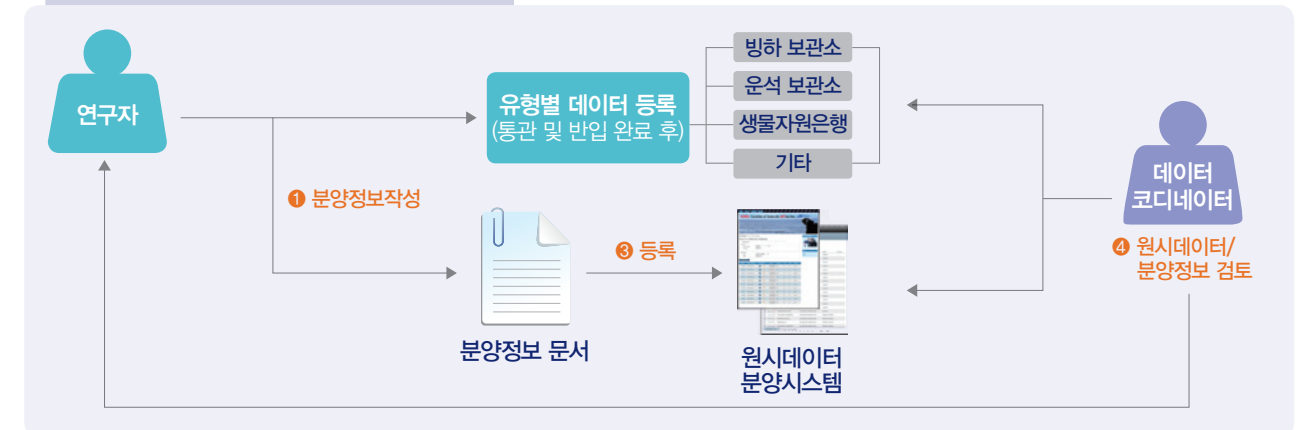 연구자
유형별 데이터 등록
(통관 및 반입 완료 후)
빙하 보관소
운석 보관소
생물자원은행
기타
데이터
코디네이터
❶ 분양정보작성
❸ 등록
❹ 원시데이터/
분양정보 검토
분양정보 문서
원시데이터
분양시스템